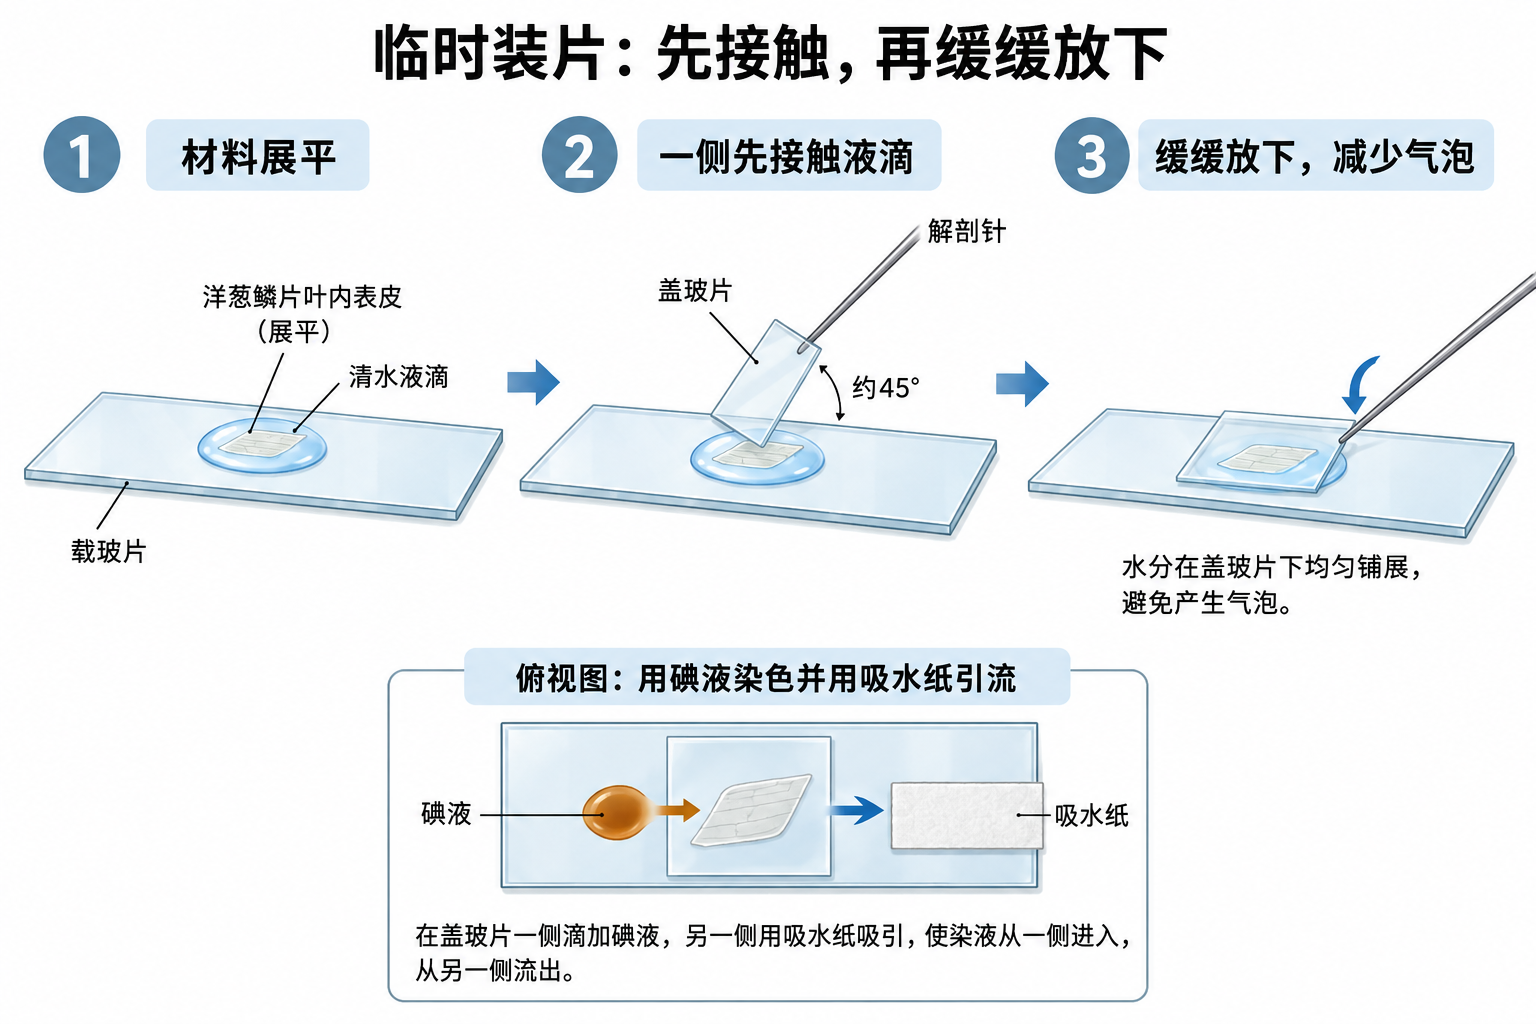 临时装片：先接触，再缓缓放下
1 材料展平
2 一侧先接触液滴
3 缓缓放下，减少气泡
洋葱鳞片叶内表皮
（展平）
清水液滴
载玻片
解剖针
盖玻片
约45°
水分在盖玻片下均匀铺展，
避免产生气泡。
俯视图：用碘液染色并用吸水纸引流
碘液
吸水纸
在盖玻片一侧滴加碘液，另一侧用吸水纸吸引，使染液从一侧进入，
从另一侧流出。